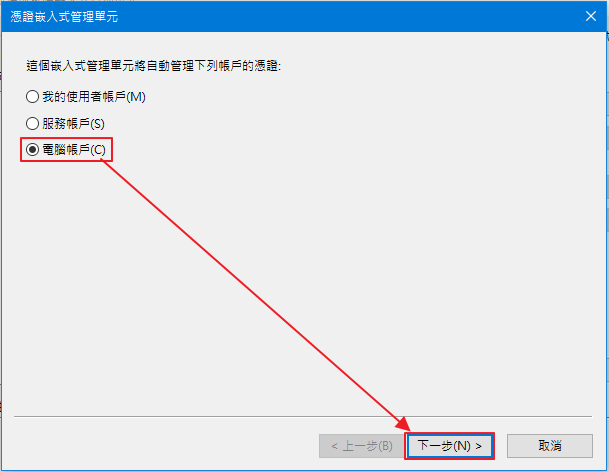 憑證嵌入式管理單元
這個嵌入式管理單元將自動管理下列帳戶的憑證:
我的使用者帳戶(M)
服務帳戶(S)
電腦帳戶(C)
< 上一步(B)
下一步(N) >
取消